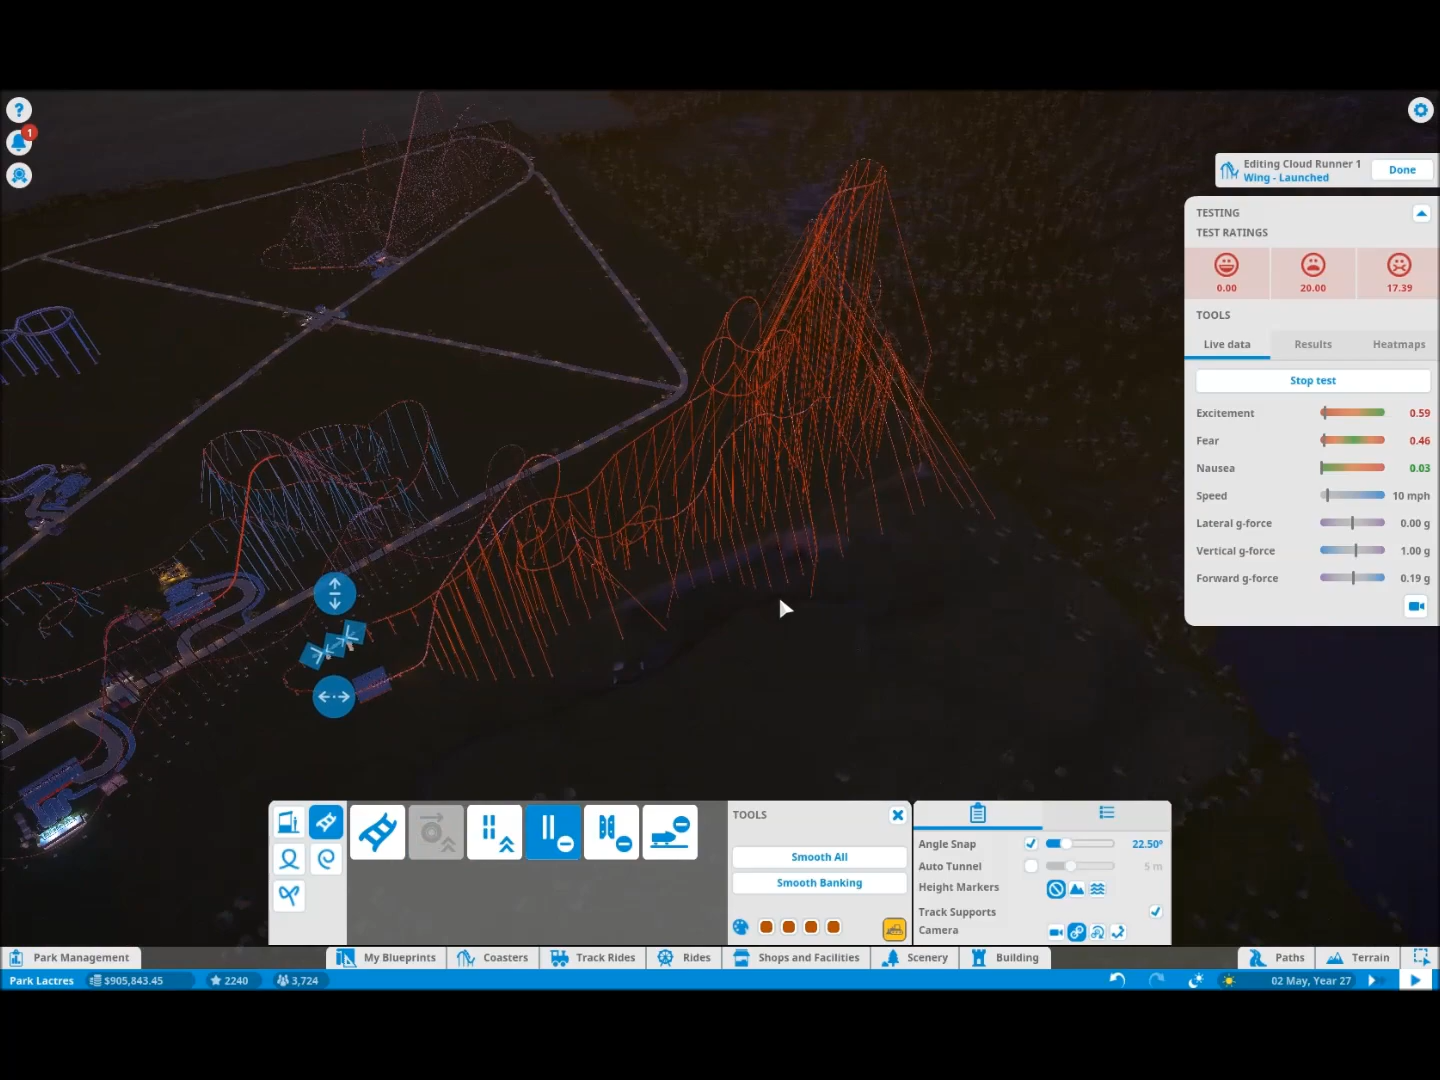 ?
1
Editing Cloud Runner 1
Wing - Launched
Done
TESTING
TEST RATINGS
0.00 20.00 17.39
TOOLS
Live data Results Heatmaps
Stop test
Excitement 0.59
Fear 0.46
Nausea 0.03
Speed 10 mph
Lateral g-force 0.00 g
Vertical g-force 1.00 g
Forward g-force 0.19 g
TOOLS
Smooth All
Smooth Banking
Angle Snap 22.50°
Auto Tunnel 5 m
Height Markers
Track Supports
Camera
Park Management My Blueprints Coasters Track Rides Rides Shops and Facilities Scenery Building Paths Terrain
Park Lactres $905,843.45 2240 3,724 02 May, Year 27